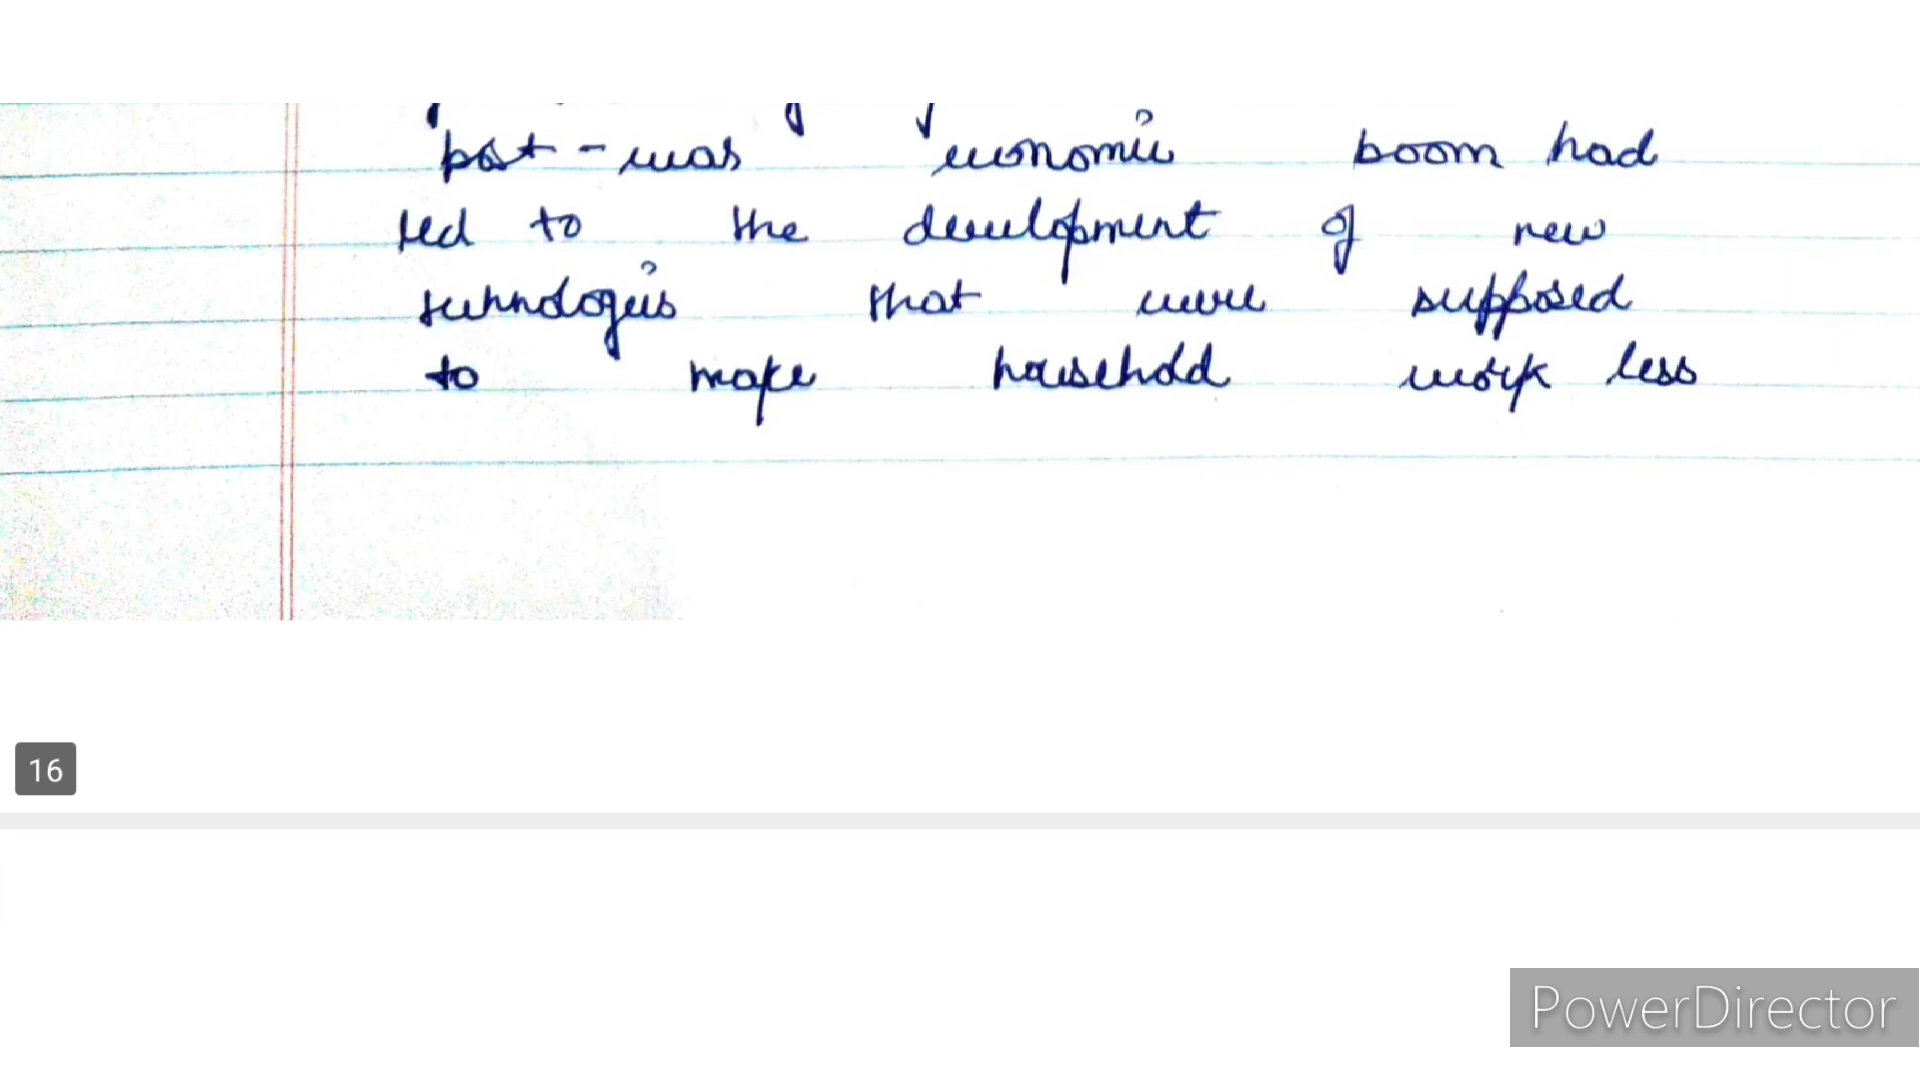 post-war economic boom had
led to the development of new
technologies that were supposed
to make household work less
16
PowerDirector